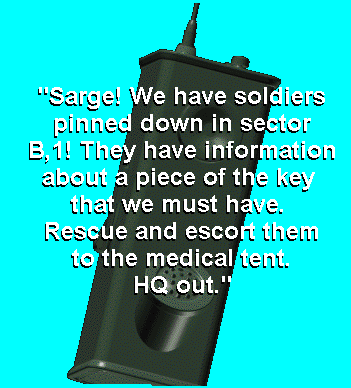 "Sarge! We have soldiers
pinned down in sector
B,1! They have information
about a piece of the key
that we must have.
Rescue and escort them
to the medical tent.
HQ out."